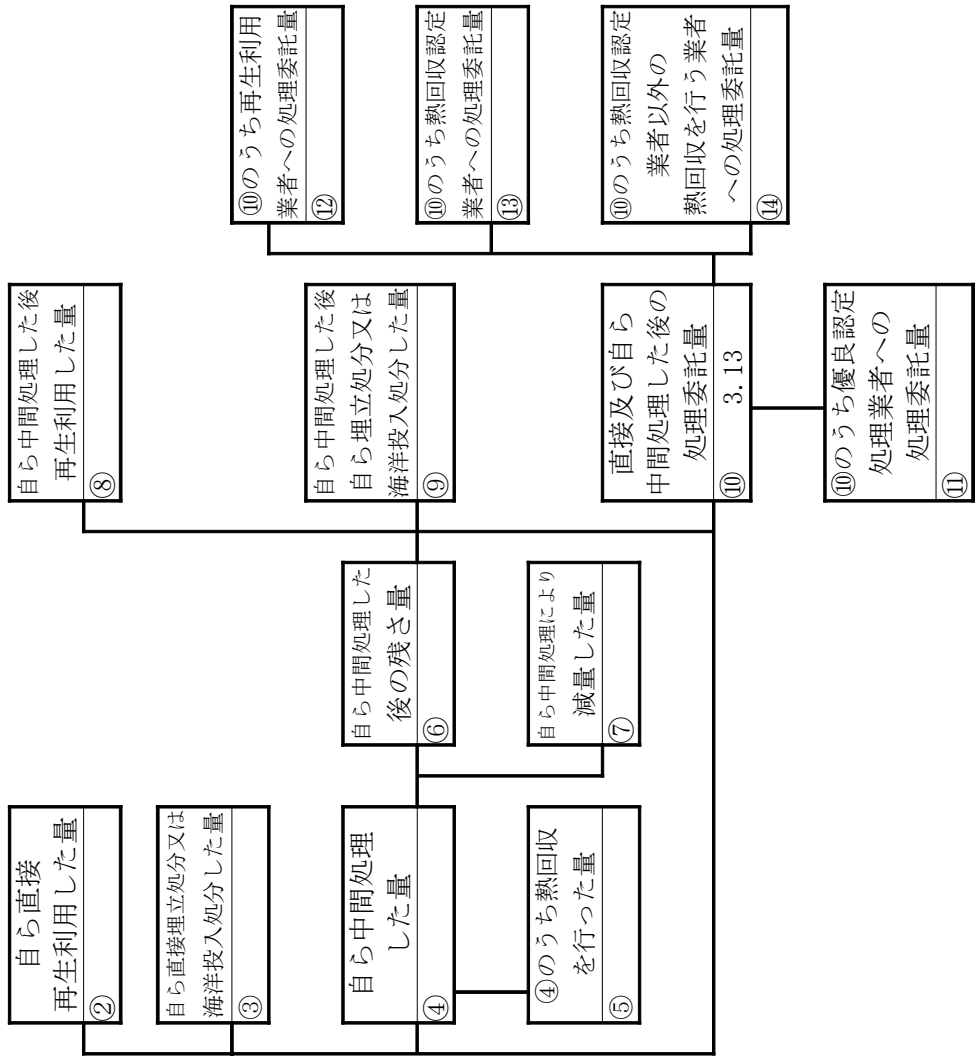 自ら直接
再生利用した量
②
自ら直接埋立処分又は
海洋投入処分した量
③
自ら中間処理
した量
④
④のうち熱回収
を行った量
⑤
自ら中間処理した
後の残さ量
⑥
自ら中間処理により
減量した量
⑦
自ら中間処理した後
再生利用した量
⑧
自ら中間処理した後
自ら埋立処分又は
海洋投入処分した量
⑨
直接及び自ら
中間処理した後の
処理委託量
⑩ 3.13
⑩のうち優良認定
処理業者への
処理委託量
⑪
⑩のうち再生利用
業者への処理委託量
⑫
⑩のうち熱回収認定
業者への処理委託量
⑬
⑩のうち熱回収認定
業者以外の
熱回収を行う業者
への処理委託量
⑭